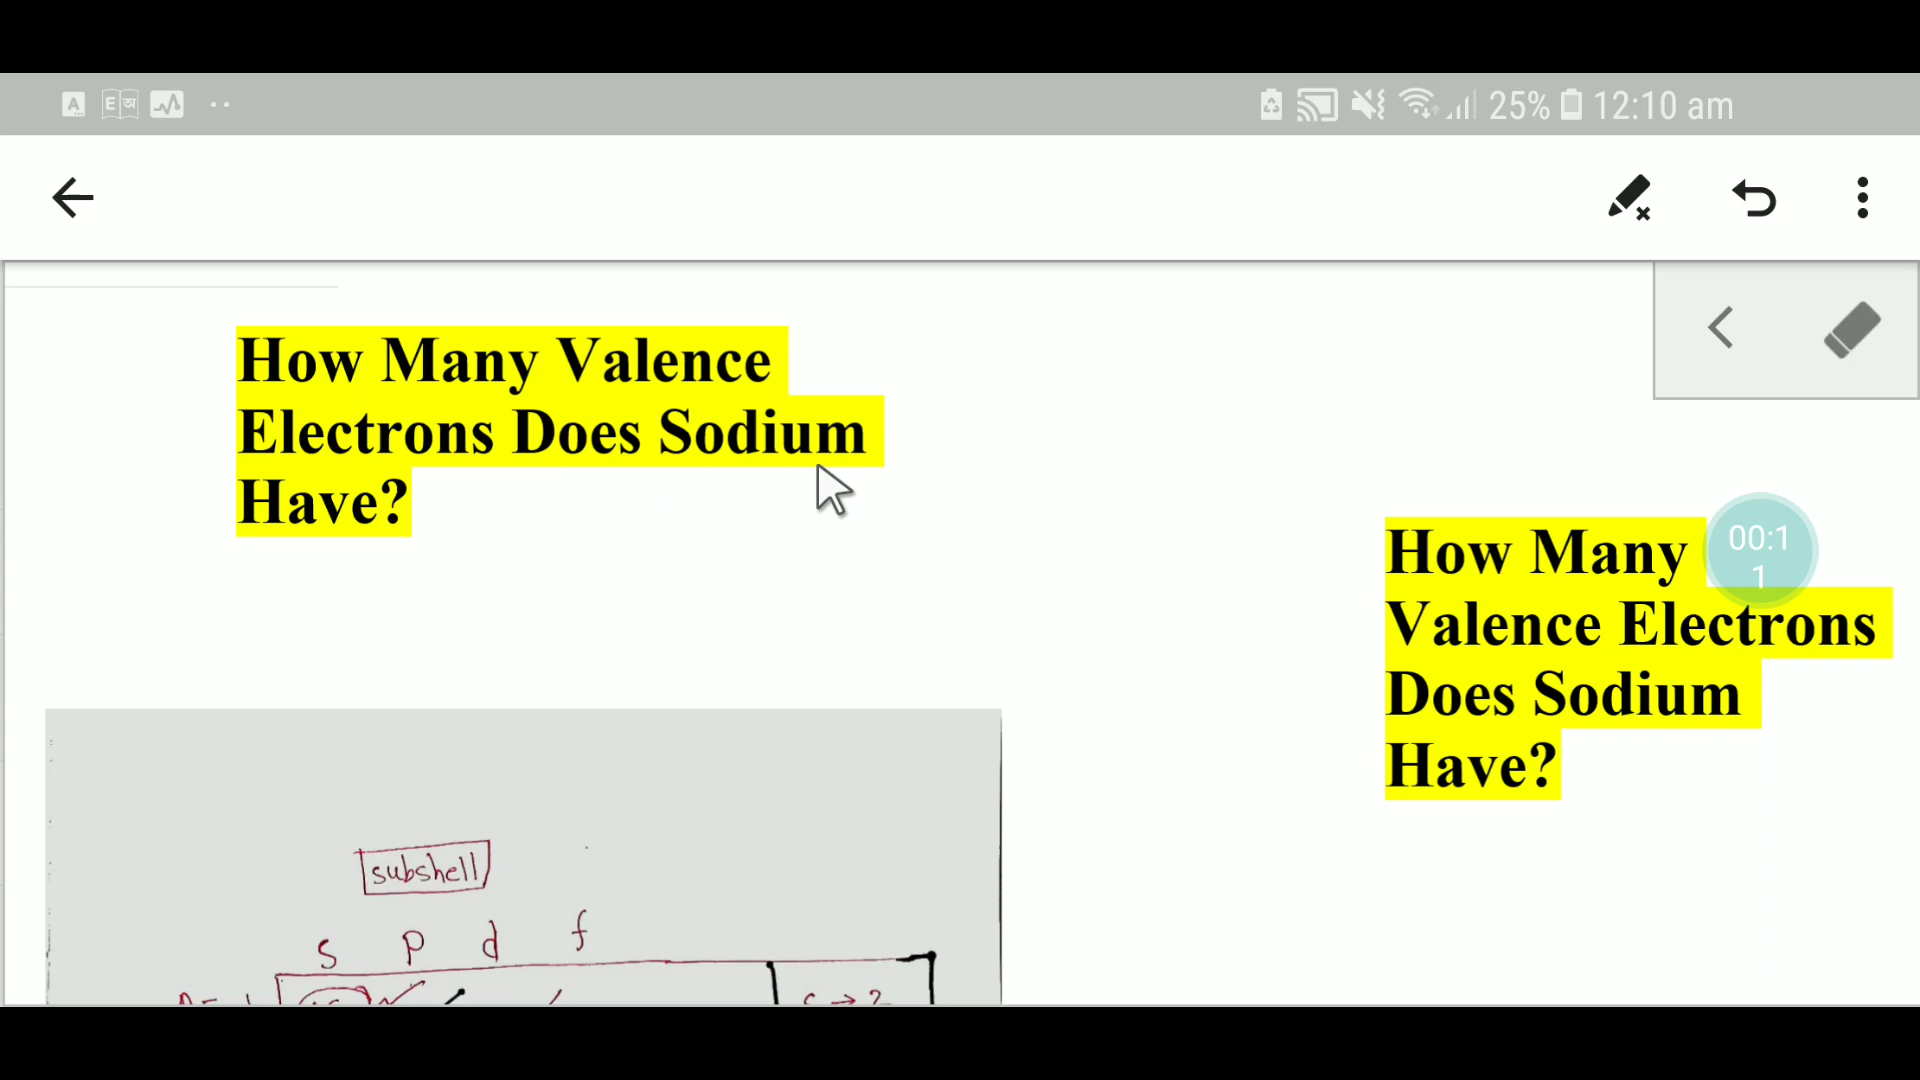 A
E अ
25% 12:10 am
How Many Valence
Electrons Does Sodium
Have?
How Many
Valence Electrons
Does Sodium
Have?
00:1
1
subshell
s p d f